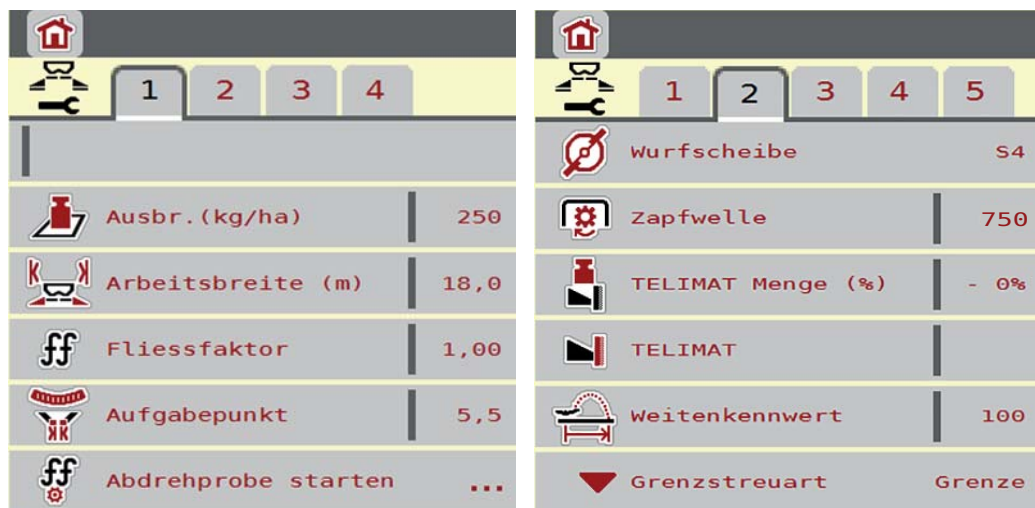 1 2 3 4
Ausbr.(kg/ha) 250
Arbeitsbreite (m) 18,0
Fliessfaktor 1,00
Aufgabepunkt 5,5
Abdrehprobe starten ...
1 2 3 4 5
Wurfscheibe S4
Zapfwelle 750
TELIMAT Menge (%) - 0%
TELIMAT
Weitenkennwert 100
Grenzstreuart Grenze